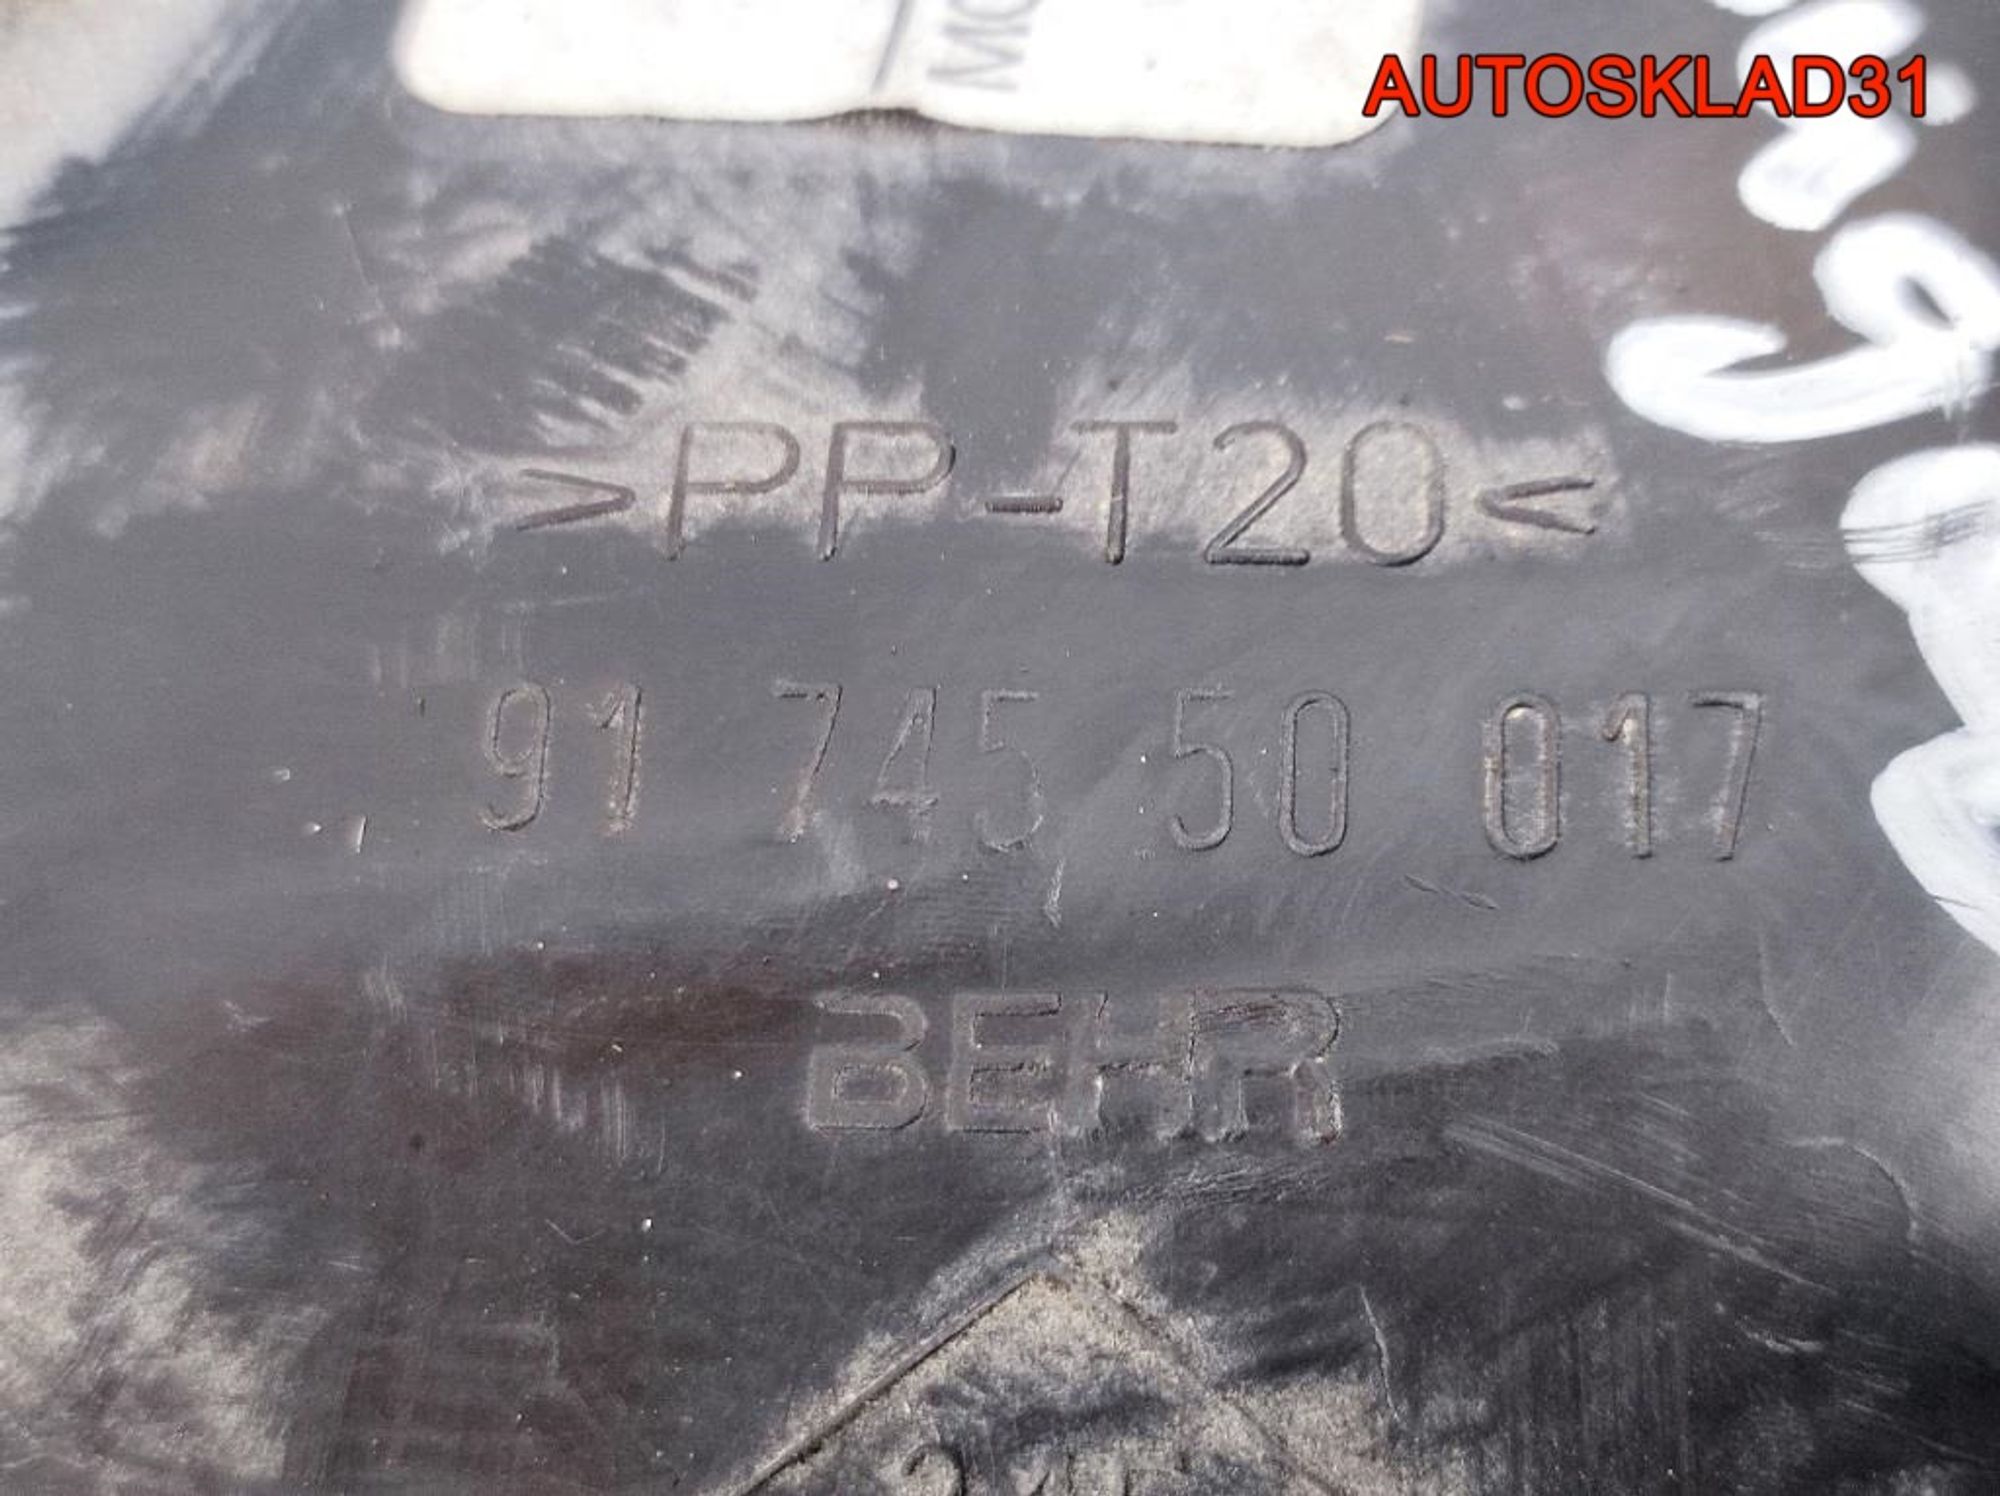 AUTOSKLAD31
>PP-T20<
91 745 50 017
BEHR